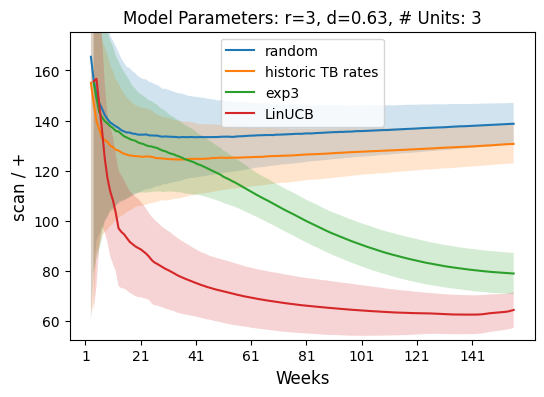 Model Parameters: r=3, d=0.63, # Units: 3
random
historic TB rates
exp3
LinUCB
scan / +
160
140
120
100
80
60
1 21 41 61 81 101 121 141
Weeks